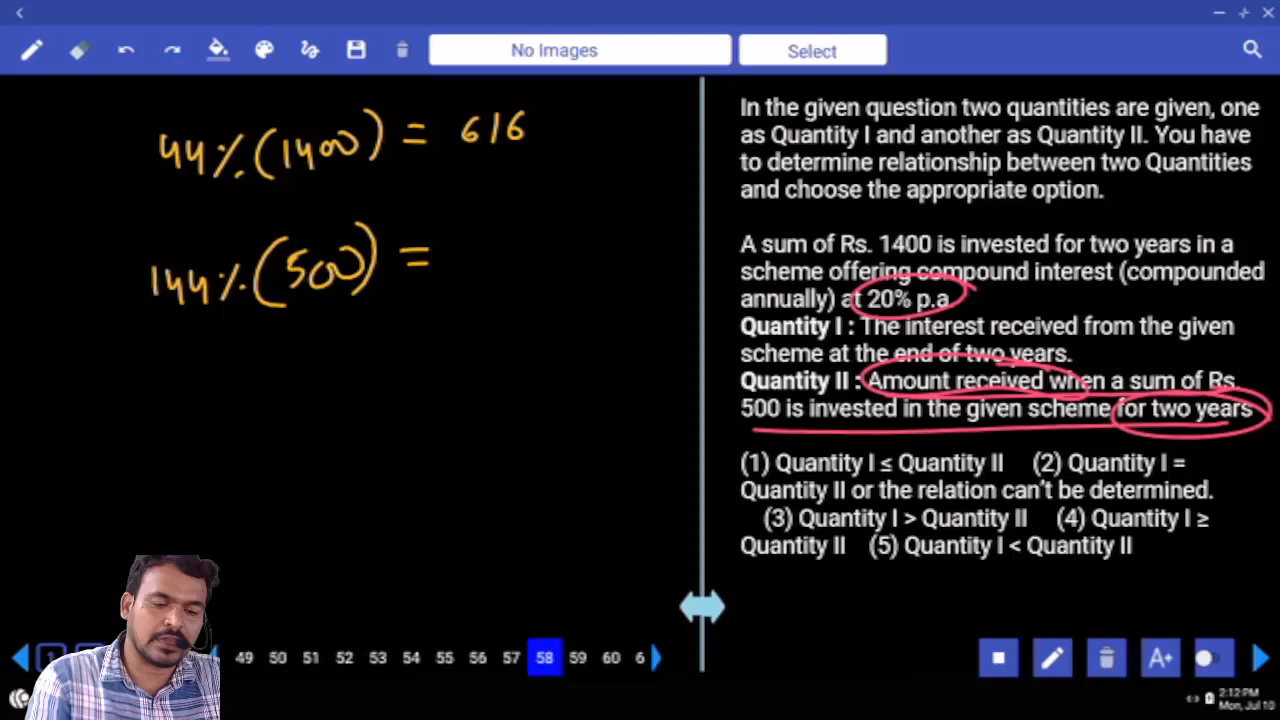 No Images
Select
44%(1400) = 616
144%(500) =
In the given question two quantities are given, one
as Quantity I and another as Quantity II. You have
to determine relationship between two Quantities
and choose the appropriate option.
A sum of Rs. 1400 is invested for two years in a
scheme offering compound interest (compounded
annually) at 20% p.a
Quantity I : The interest received from the given
scheme at the end of two years.
Quantity II : Amount received when a sum of Rs.
500 is invested in the given scheme for two years
(1) Quantity I ≤ Quantity II (2) Quantity I =
Quantity II or the relation can't be determined.
(3) Quantity I > Quantity II (4) Quantity I ≥
Quantity II (5) Quantity I < Quantity II
49 50 51 52 53 54 55 56 57 58 59 60 6
A+
2:12 PM
Mon, Jul 10